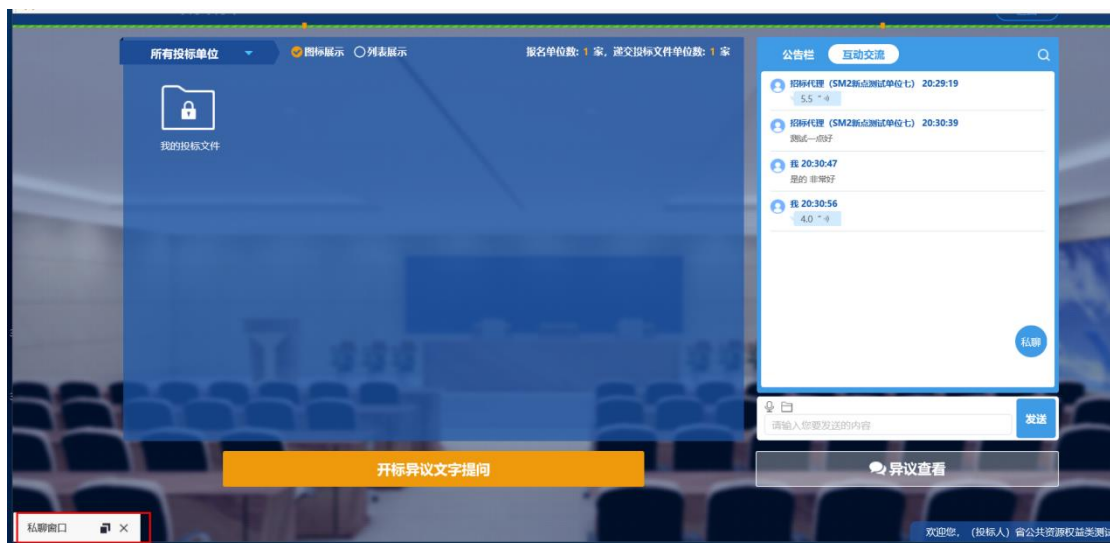 所有投标单位
图标展示 列表展示
报名单位数: 1 家，递交投标文件单位数: 1 家
我的投标文件
公告栏 互动交流
招标代理（SM2新点测试单位七） 20:29:19
5.5 "
招标代理（SM2新点测试单位七） 20:30:39
测试一点好
我 20:30:47
是的 非常好
我 20:30:56
4.0 "
私聊
请输入您要发送的内容
发送
开标异议文字提问
异议查看
私聊窗口
欢迎您，（投标人）省公共资源权益类测试